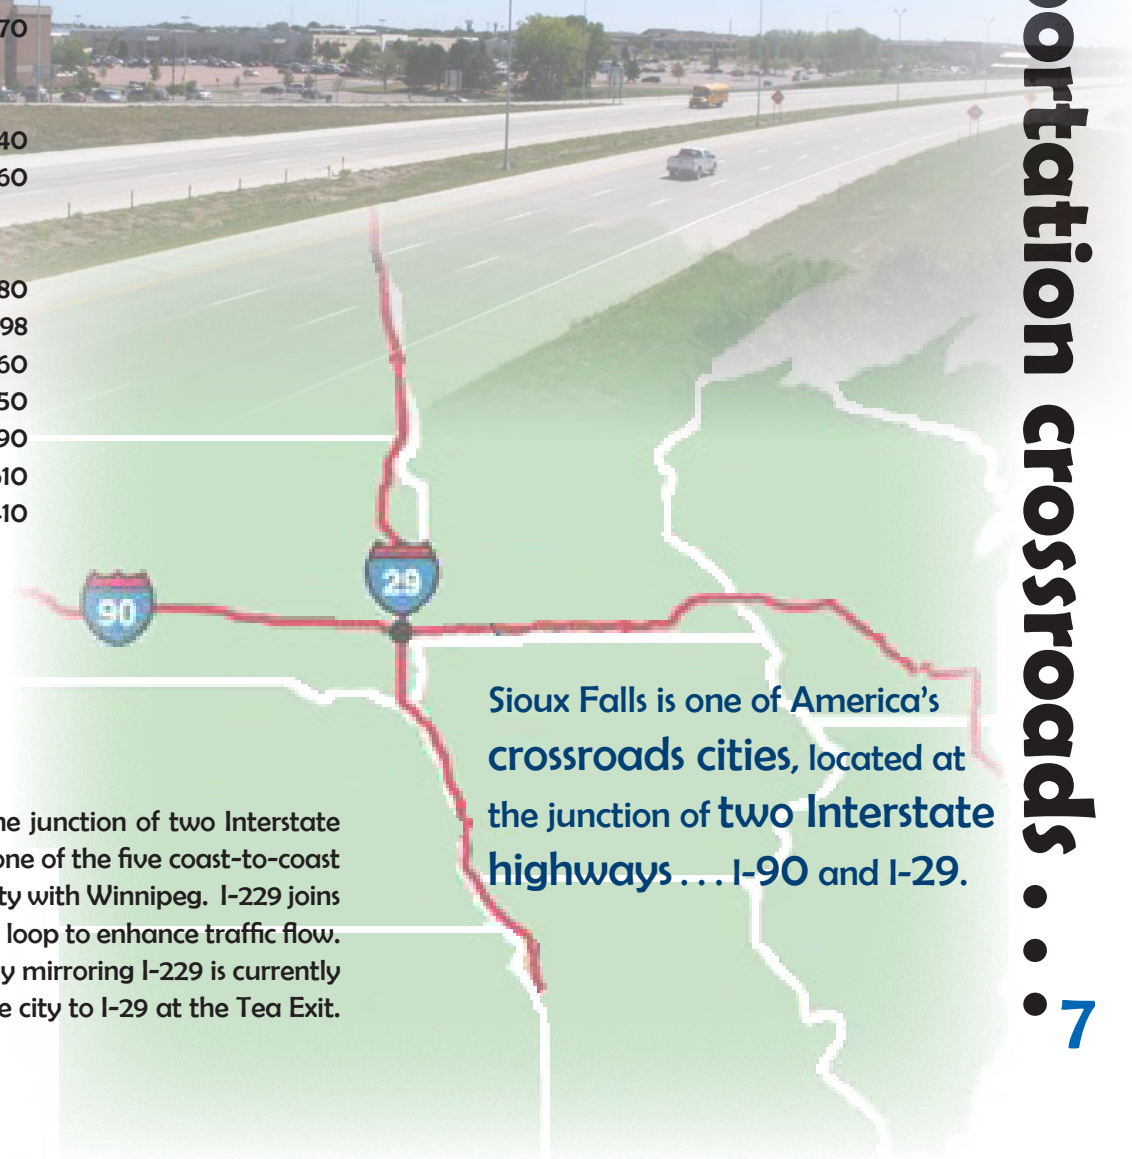 70
40
60
80
98
60
50
90
10
10
90
29
Sioux Falls is one of America's
crossroads cities, located at
the junction of two Interstate
highways . . . I-90 and I-29.
junction of two Interstate
one of the five coast-to-coast
with Winnipeg. I-229 joins
loop to enhance traffic flow.
mirroring I-229 is currently
city to I-29 at the Tea Exit.
crossroads . . .
7